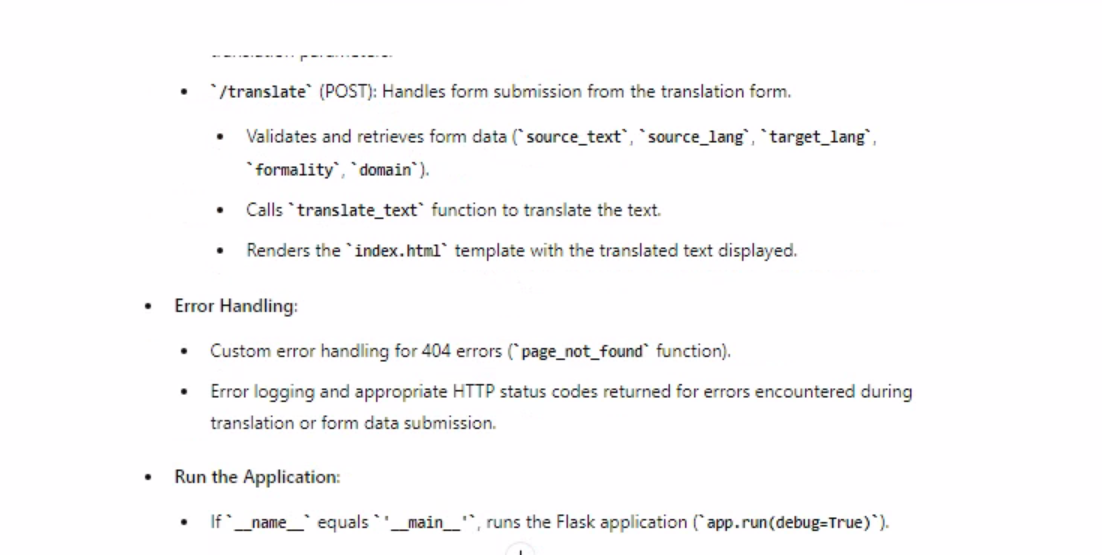 `/translate` (POST): Handles form submission from the translation form.
Validates and retrieves form data (`source_text`, `source_lang`, `target_lang`,
`formality`, `domain`).
Calls `translate_text` function to translate the text.
Renders the `index.html` template with the translated text displayed.
Error Handling:
Custom error handling for 404 errors (`page_not_found` function).
Error logging and appropriate HTTP status codes returned for errors encountered during
translation or form data submission.
Run the Application:
If `__name__` equals `'__main__'`, runs the Flask application (`app.run(debug=True)`).